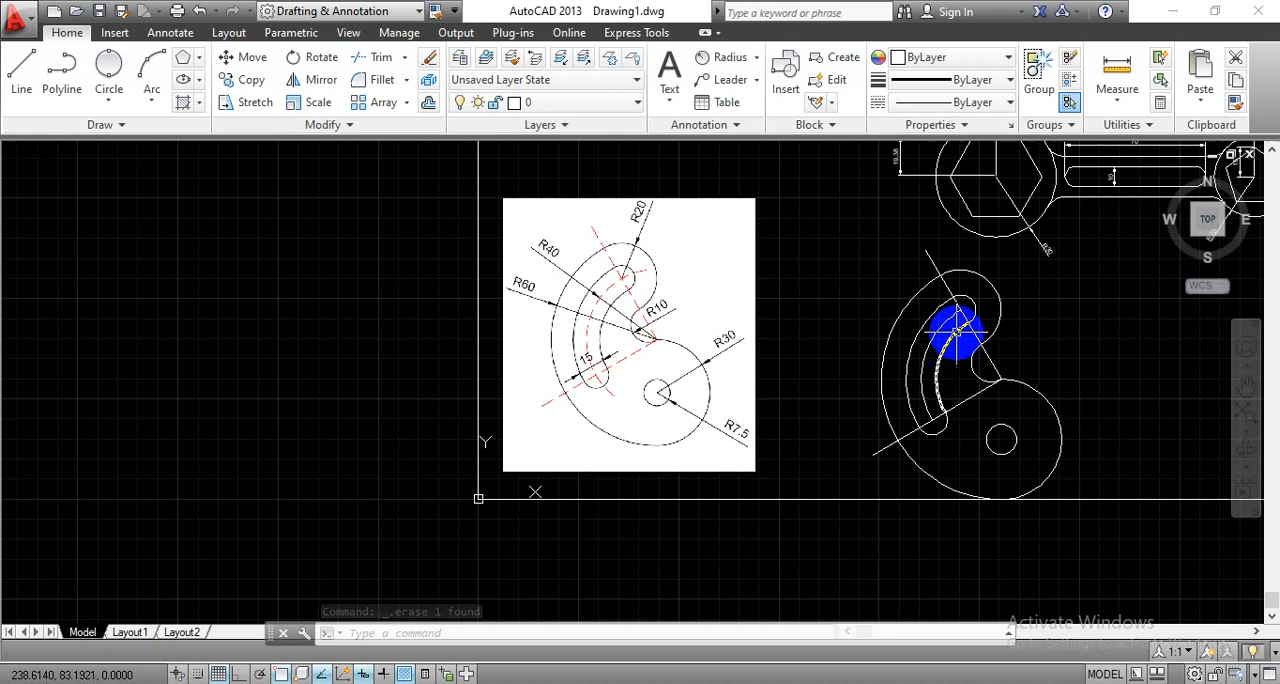 Drafting & Annotation
AutoCAD 2013 Drawing1.dwg
Type a keyword or phrase
Sign In
Home Insert Annotate Layout Parametric View Manage Output Plug-ins Online Express Tools
Line Polyline Circle Arc
Move Rotate Trim
Copy Mirror Fillet
Stretch Scale Array
Unsaved Layer State
0
Text
Radius
Leader
Table
Insert
Create
Edit
ByLayer
ByLayer
ByLayer
Group
Measure
Paste
Draw Modify Layers Annotation Block Properties Groups Utilities Clipboard
R20
R40
R60
R10
15
R30
R7.5
19.38
10
R30
N
W TOP E
S
WCS
Y
X
Command: _.erase 1 found
Model Layout1 Layout2
Type a command
Activate Windows
1:1
238.6140, 83.1921, 0.0000
MODEL